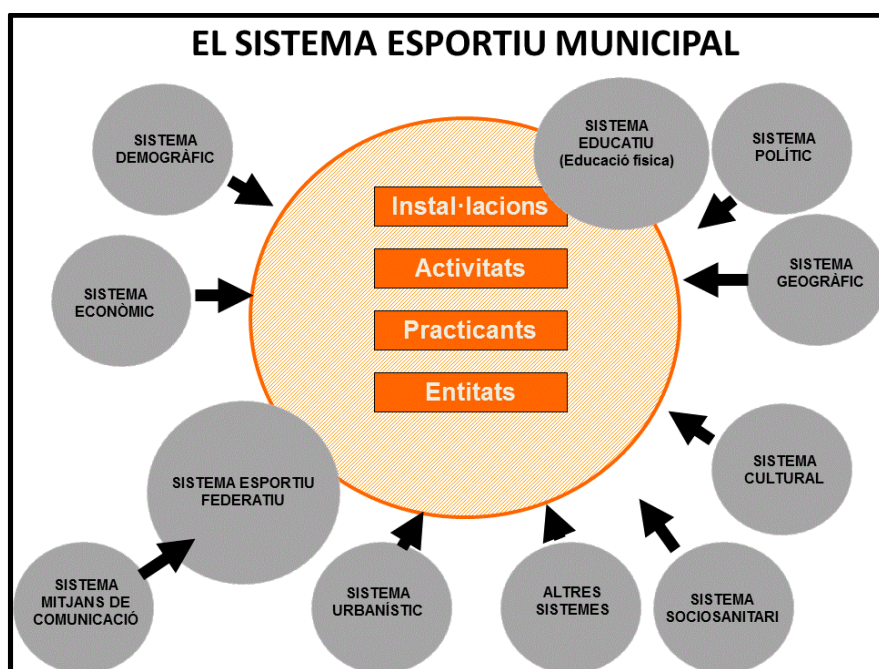 EL SISTEMA ESPORTIU MUNICIPAL
SISTEMA
DEMOGRÀFIC
SISTEMA
EDUCATIU
(Educació física)
SISTEMA
POLÍTIC
Instal·lacions
Activitats
Practicants
Entitats
SISTEMA
ECONÒMIC
SISTEMA
GEOGRÀFIC
SISTEMA
CULTURAL
SISTEMA ESPORTIU
FEDERATIU
SISTEMA
MITJANS DE
COMUNICACIÓ
SISTEMA
URBANÍSTIC
ALTRES
SISTEMES
SISTEMA
SOCIOSANITARI